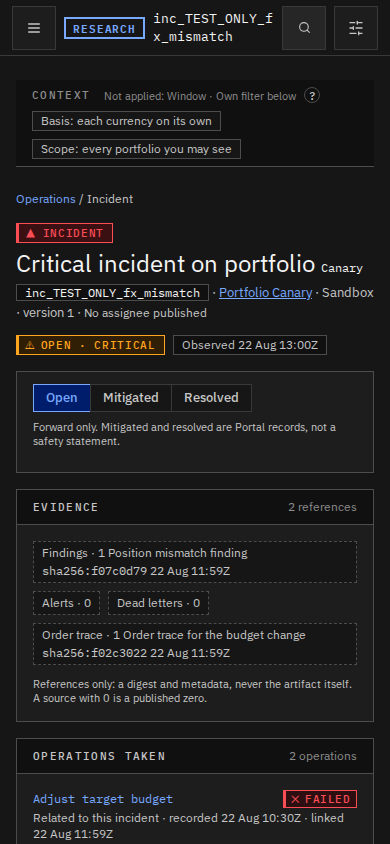 RESEARCH
inc_TEST_ONLY_f
x_mismatch
CONTEXT Not applied: Window · Own filter below ?
Basis: each currency on its own
Scope: every portfolio you may see
Operations / Incident
INCIDENT
Critical incident on portfolio Canary
inc_TEST_ONLY_fx_mismatch · Portfolio Canary · Sandbox
· version 1 · No assignee published
OPEN · CRITICAL Observed 22 Aug 13:00Z
Open Mitigated Resolved
Forward only. Mitigated and resolved are Portal records, not a
safety statement.
EVIDENCE 2 references
Findings · 1 Position mismatch finding
sha256:f07c0d79 22 Aug 11:59Z
Alerts · 0 Dead letters · 0
Order trace · 1 Order trace for the budget change
sha256:f02c3022 22 Aug 11:59Z
References only: a digest and metadata, never the artifact itself.
A source with 0 is a published zero.
OPERATIONS TAKEN 2 operations
Adjust target budget FAILED
Related to this incident · recorded 22 Aug 10:30Z · linked
22 Aug 11:59Z